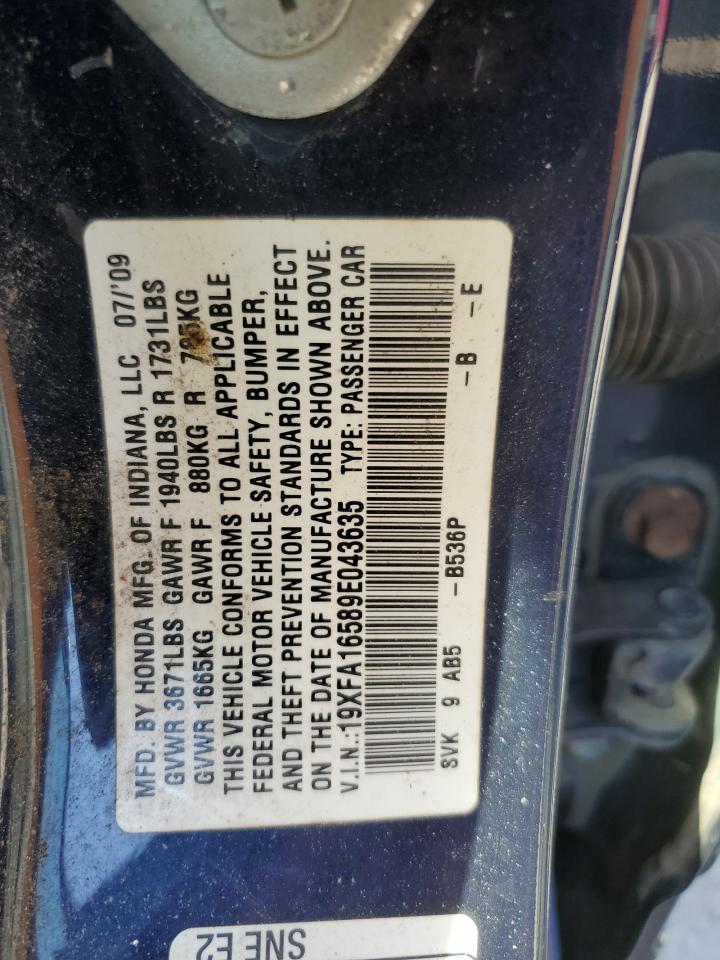 MFD. BY HONDA MFG. OF INDIANA, LLC 07/'09
GVWR 3671LBS GAWR F 1940LBS R 1731LBS
GVWR 1665KG GAWR F 880KG R 785KG
THIS VEHICLE CONFORMS TO ALL APPLICABLE
FEDERAL MOTOR VEHICLE SAFETY, BUMPER,
AND THEFT PREVENTION STANDARDS IN EFFECT
ON THE DATE OF MANUFACTURE SHOWN ABOVE.
V.I.N.:19XFA16589E043635 TYPE: PASSENGER CAR
SVK 9 AB5 -B536P -B -E
SNE E2